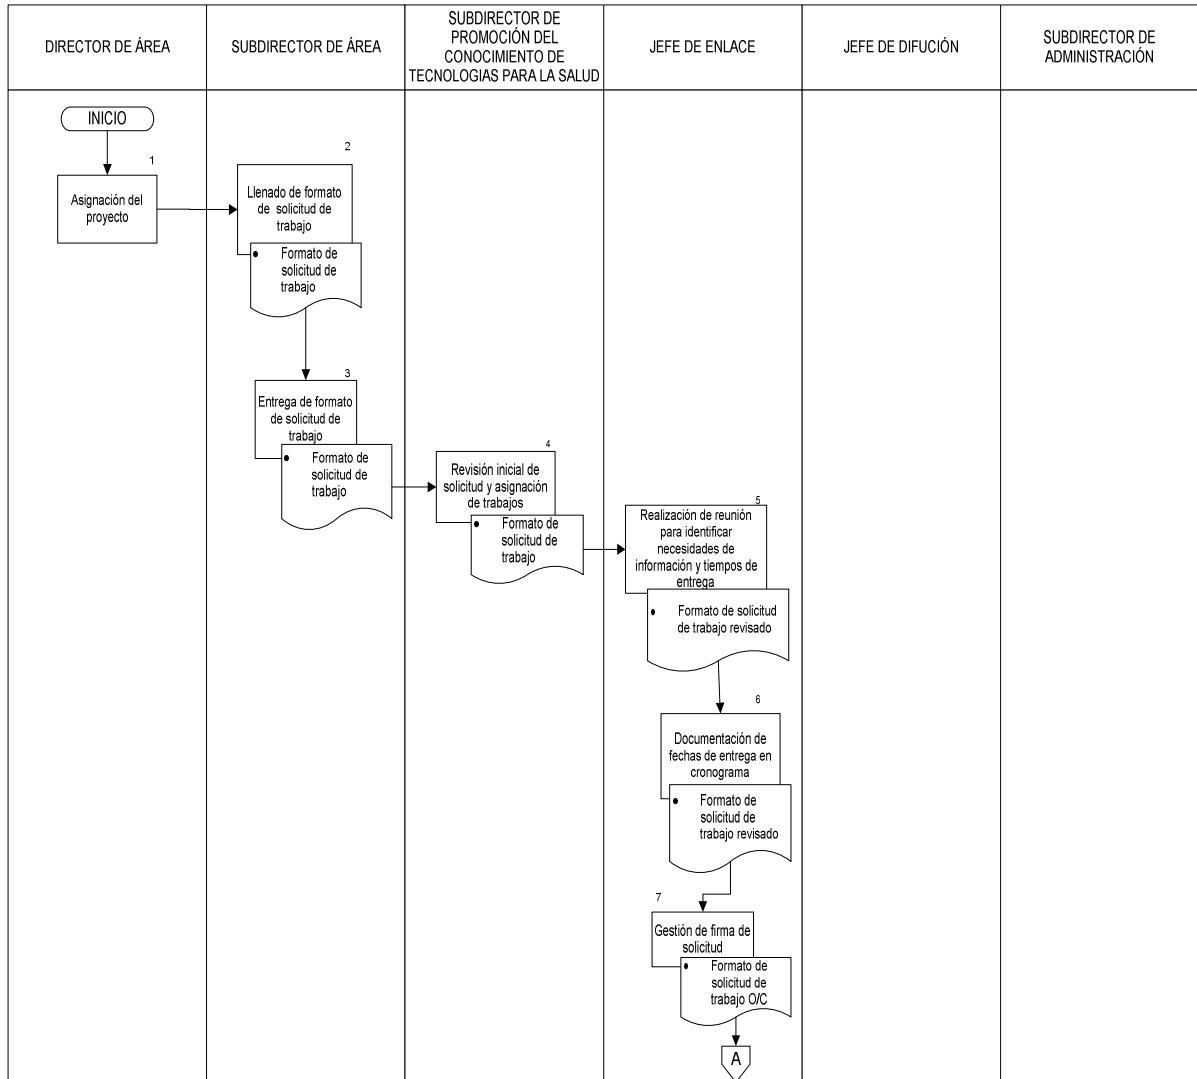 DIRECTOR DE ÁREA
SUBDIRECTOR DE ÁREA
SUBDIRECTOR DE
PROMOCIÓN DEL
CONOCIMIENTO DE
TECNOLOGIAS PARA LA SALUD
JEFE DE ENLACE
JEFE DE DIFUCIÓN
SUBDIRECTOR DE
ADMINISTRACIÓN
INICIO
1
Asignación del
proyecto
2
Llenado de formato
de solicitud de
trabajo
• Formato de
solicitud de
trabajo
3
Entrega de formato
de solicitud de
trabajo
• Formato de
solicitud de
trabajo
4
Revisión inicial de
solicitud y asignación
de trabajos
• Formato de
solicitud de
trabajo
5
Realización de reunión
para identificar
necesidades de
información y tiempos de
entrega
• Formato de solicitud
de trabajo revisado
6
Documentación de
fechas de entrega en
cronograma
• Formato de
solicitud de
trabajo revisado
7
Gestión de firma de
solicitud
• Formato de
solicitud de
trabajo O/C
A